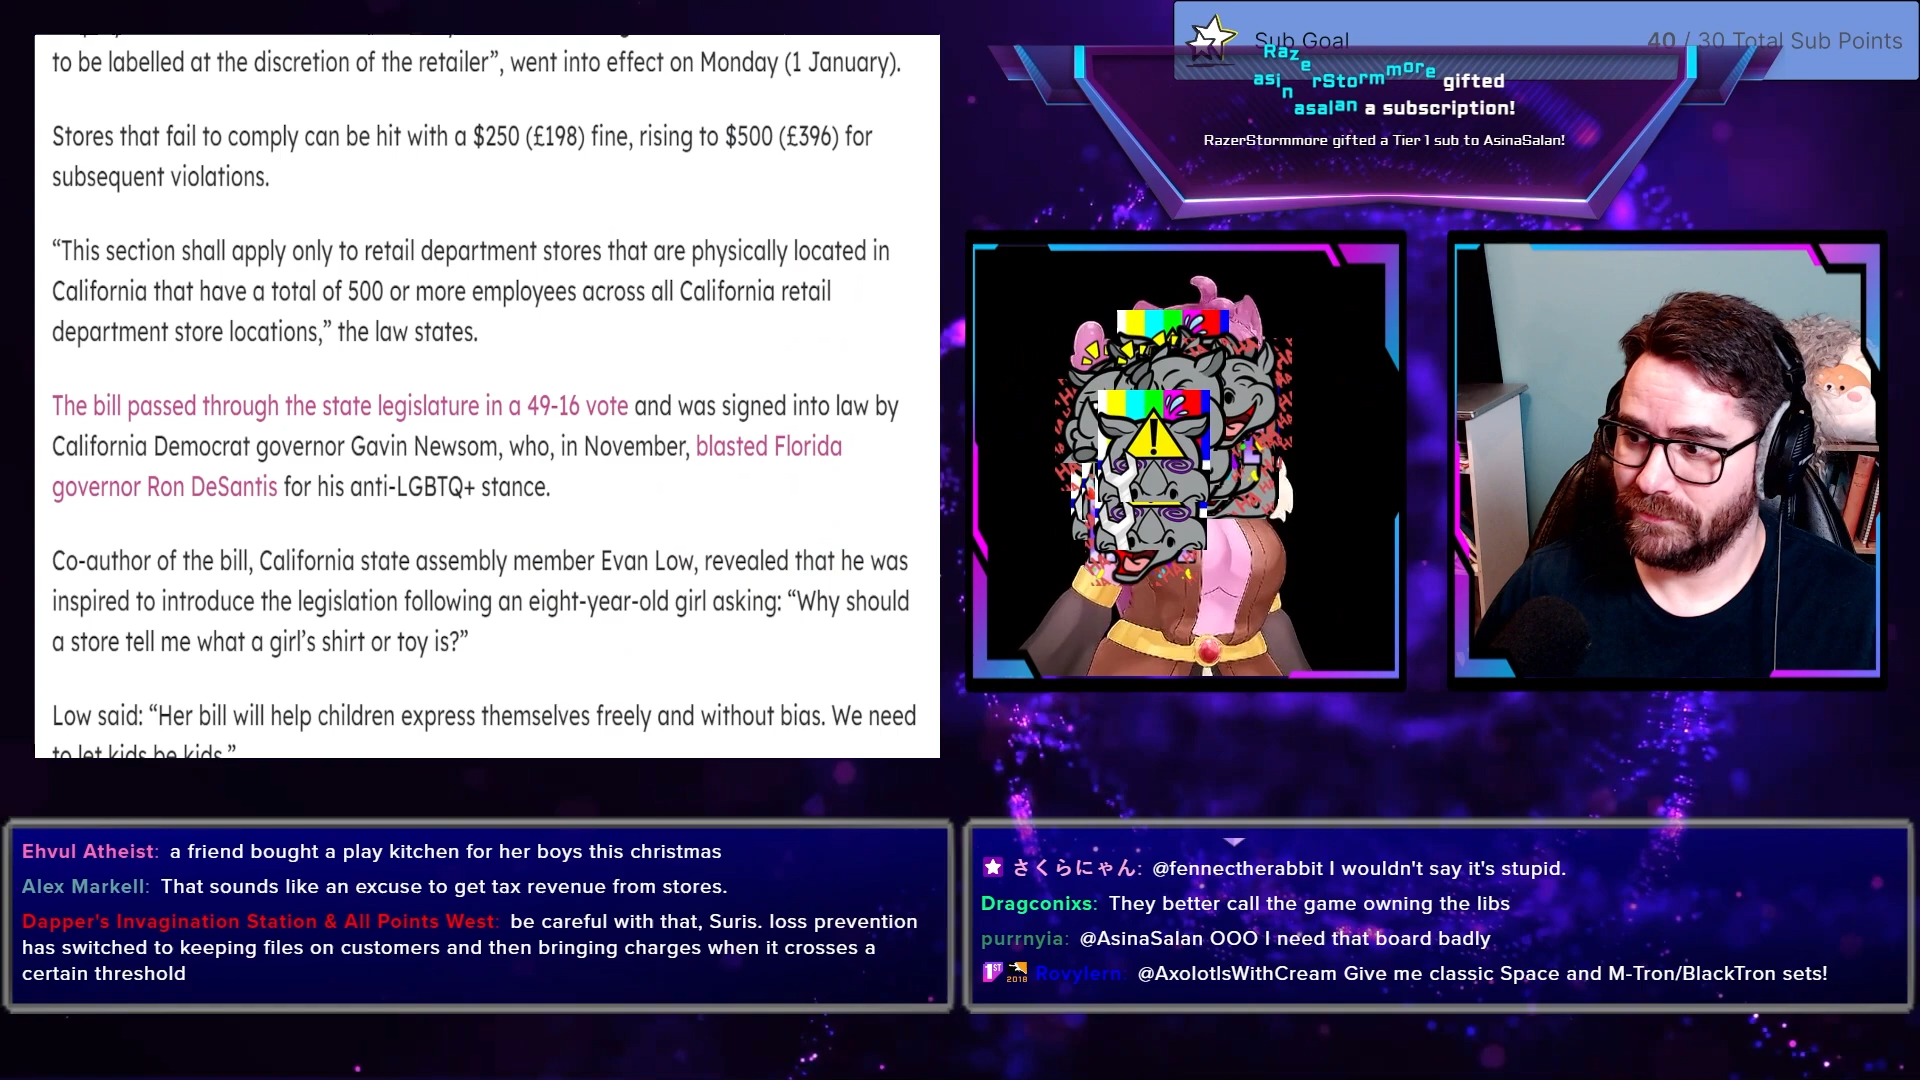 to be labelled at the discretion of the retailer”, went into effect on Monday (1 January).
Stores that fail to comply can be hit with a $250 (£198) fine, rising to $500 (£396) for
subsequent violations.
“This section shall apply only to retail department stores that are physically located in
California that have a total of 500 or more employees across all California retail
department store locations,” the law states.
The bill passed through the state legislature in a 49-16 vote and was signed into law by
California Democrat governor Gavin Newsom, who, in November, blasted Florida
governor Ron DeSantis for his anti-LGBTQ+ stance.
Co-author of the bill, California state assembly member Evan Low, revealed that he was
inspired to introduce the legislation following an eight-year-old girl asking: “Why should
a store tell me what a girl’s shirt or toy is?”
Low said: “Her bill will help children express themselves freely and without bias. We need
to let kids be kids.”
Sub Goal
40 / 30 Total Sub Points
RazerStormmore gifted
asinasalan a subscription!
RazerStormmore gifted a Tier 1 sub to AsinaSalan!
Ehvul Atheist: a friend bought a play kitchen for her boys this christmas
Alex Markell: That sounds like an excuse to get tax revenue from stores.
Dapper's Invagination Station & All Points West: be careful with that, Suris. loss prevention
has switched to keeping files on customers and then bringing charges when it crosses a
certain threshold
さくらにゃん: @fennectherabbit I wouldn't say it's stupid.
Dragconixs: They better call the game owning the libs
purrnyia: @AsinaSalan OOO I need that board badly
1ST 2018 Rovylern: @AxolotlsWithCream Give me classic Space and M-Tron/BlackTron sets!